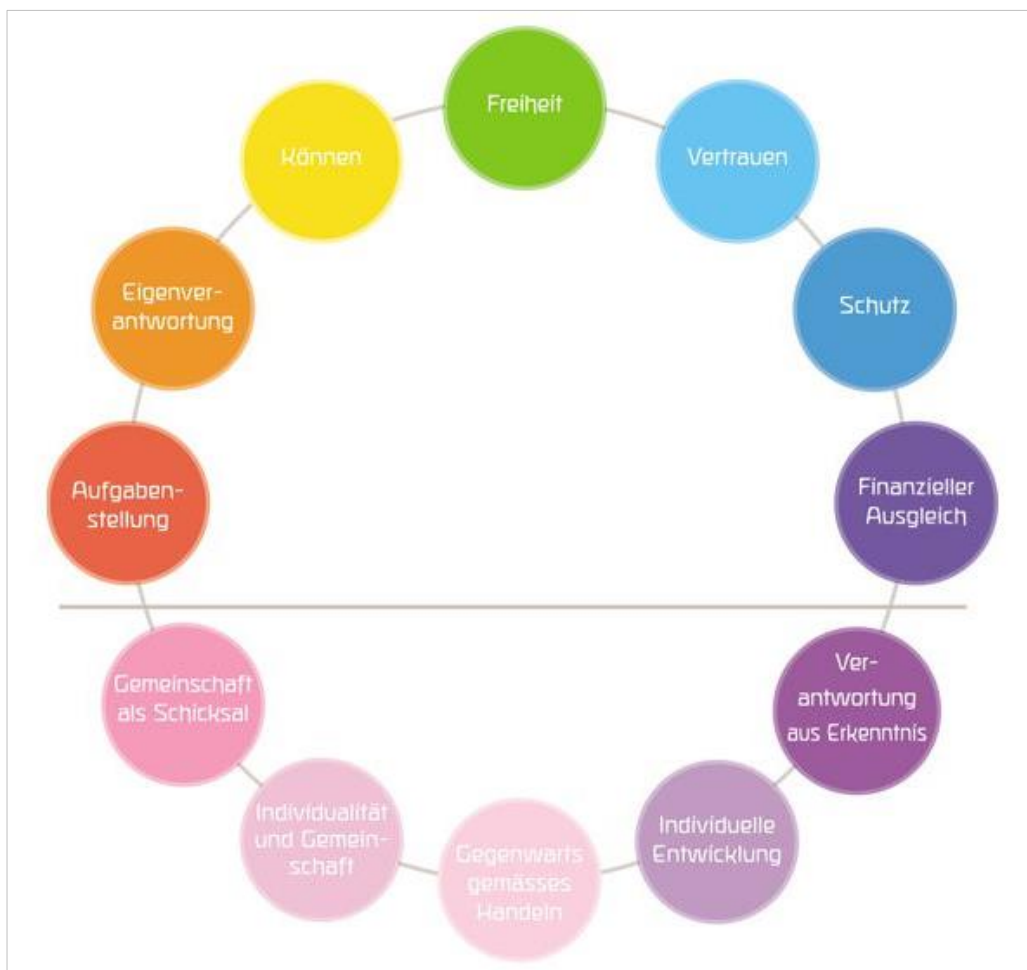 Freiheit
Können
Vertrauen
Eigenver-
antwortung
Schutz
Aufgaben-
stellung
Finanzieller
Ausgleich
Gemeinschaft
als Schicksal
Ver-
antwortung
aus Erkenntnis
Individualität
und Gemein-
schaft
Gegenwarts
gemässes
Handeln
Individuelle
Entwicklung